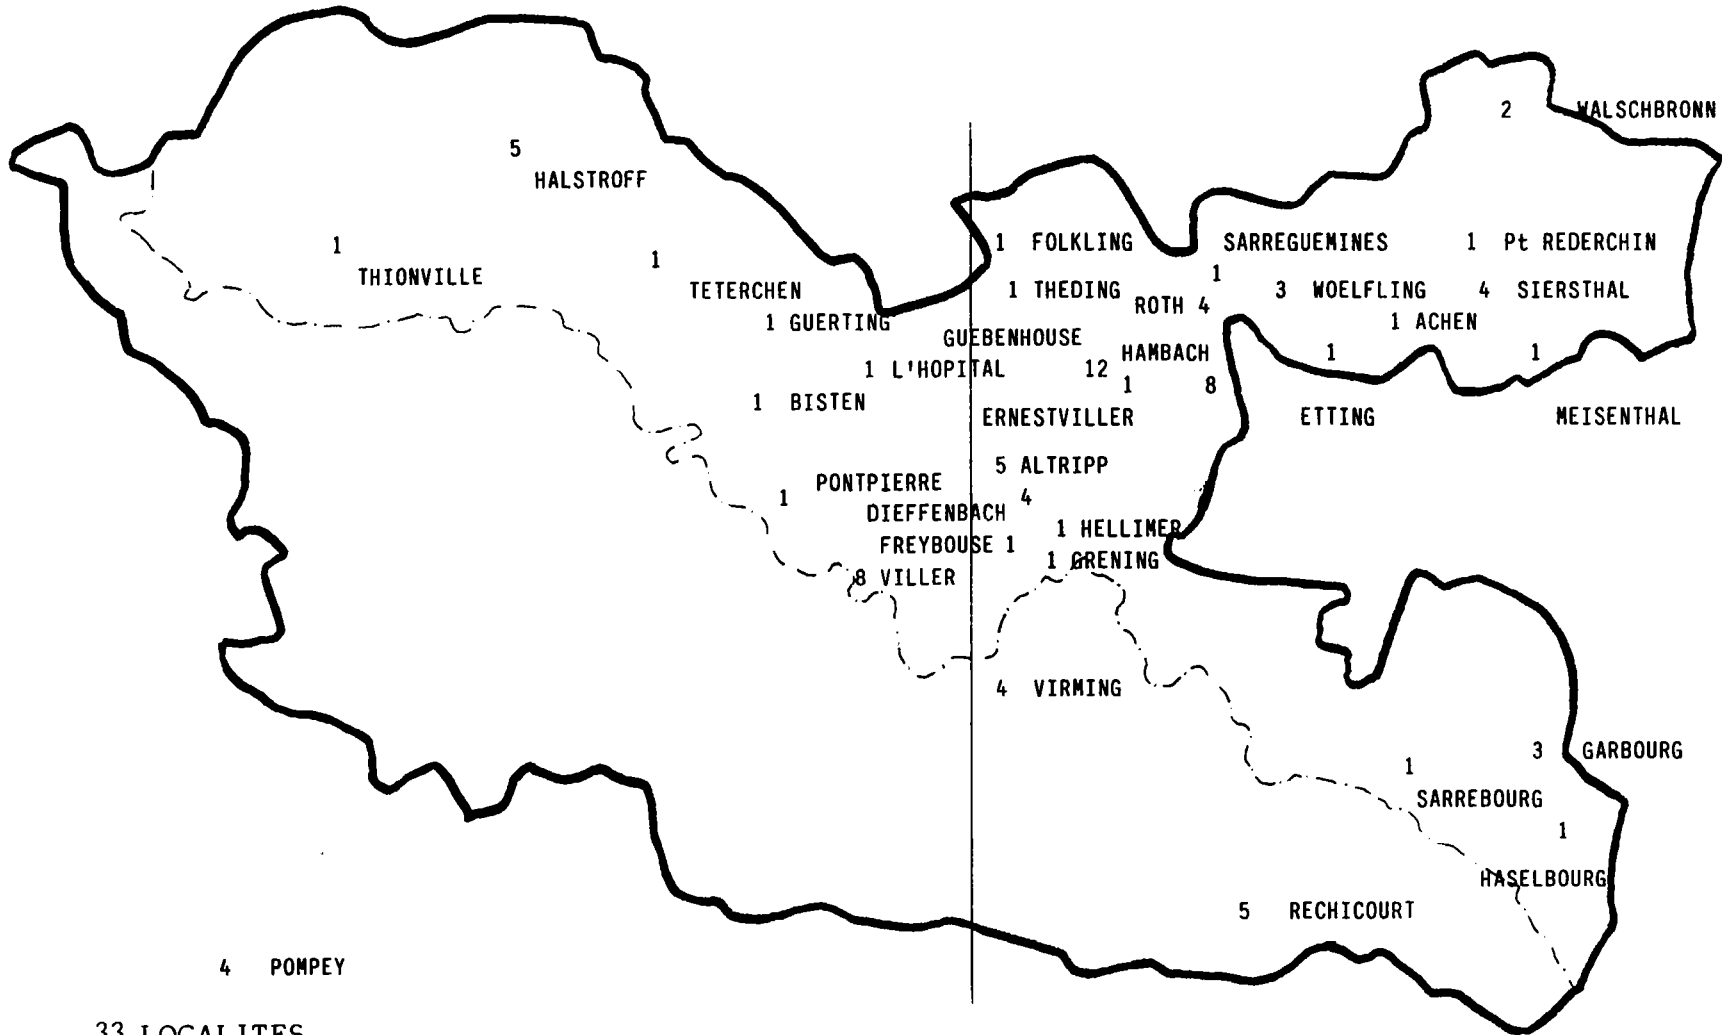 2 WALSCHBRONN
5
HALSTROFF
1
THIONVILLE
1
TETERCHEN
1 FOLKLING
SARREGUEMINES
1
1 Pt REDERCHIN
1 THEDING
ROTH 4
3 WOELFLING
4 SIERSTHAL
1 GUERTING
1 ACHEN
GUEBENHOUSE
12
HAMBACH
8
1
1
1 L'HOPITAL
1 BISTEN
1
ERNESTVILLER
ETTING
MEISENTHAL
5 ALTRIPP
1
PONTPIERRE
4
DIEFFENBACH
1 HELLIMER
FREYBOUSE 1
1 GRENING
8 VILLER
4 VIRMING
3 GARBOURG
1
SARREBOURG
1
HASELBOURG
5 RECHICOURT
4 POMPEY
33 LOCALITES